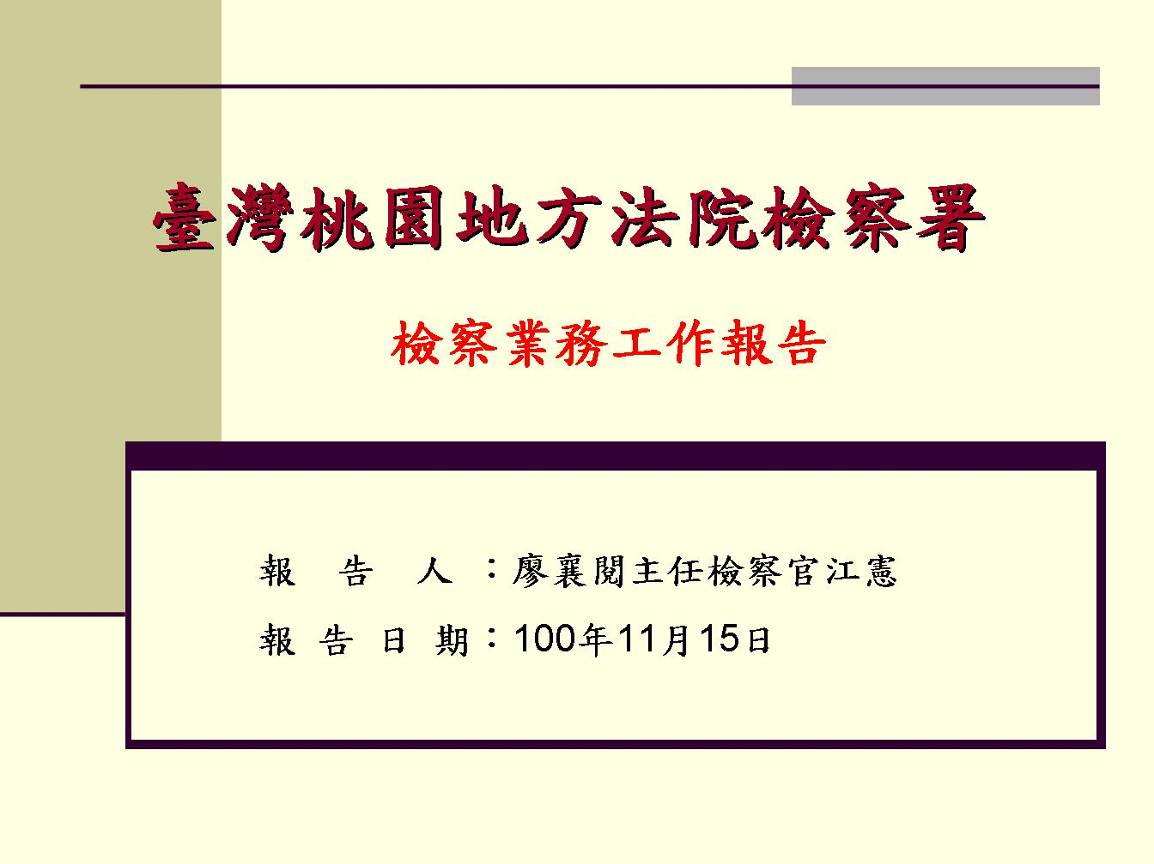 臺灣桃園地方法院檢察署
檢察業務工作報告
報 告 人 ：廖襄閱主任檢察官江憲
報 告 日 期：100年11月15日